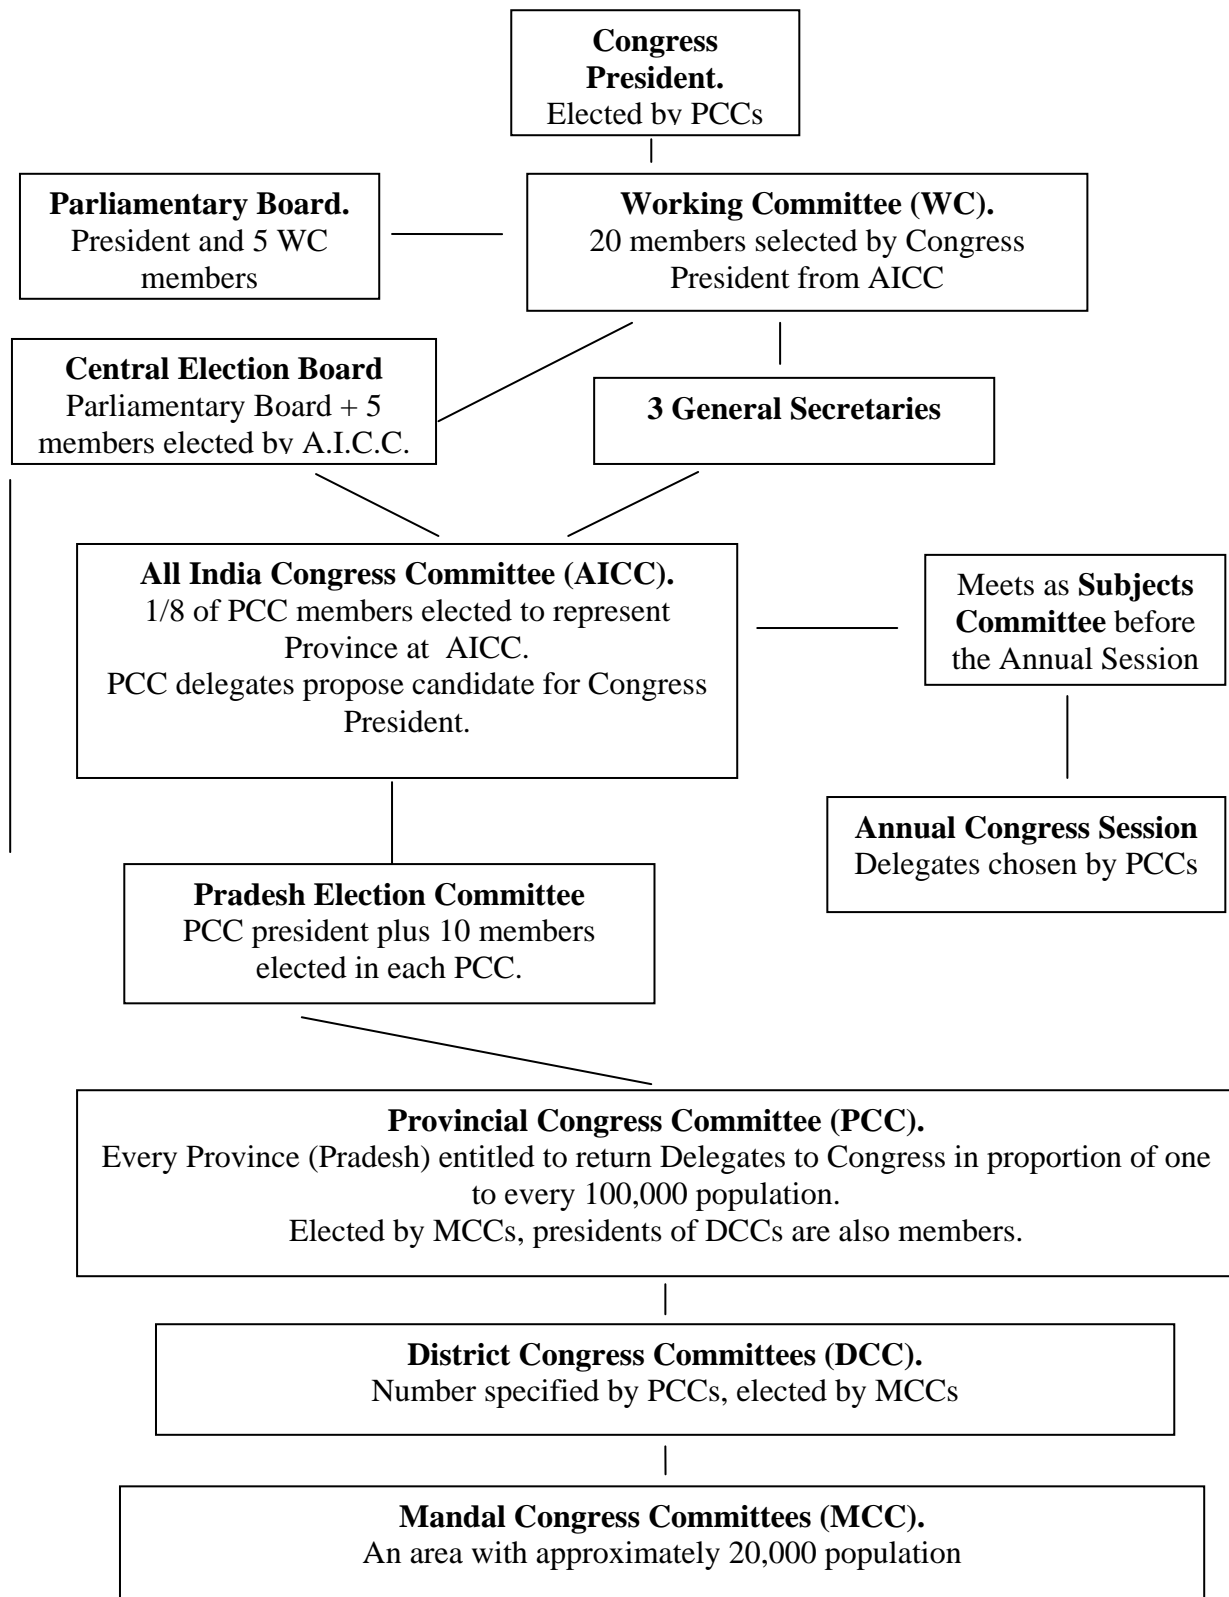 Congress
President.
Elected by PCCs
Parliamentary Board.
President and 5 WC
members
Working Committee (WC).
20 members selected by Congress
President from AICC
Central Election Board
Parliamentary Board + 5
members elected by A.I.C.C.
3 General Secretaries
All India Congress Committee (AICC).
1/8 of PCC members elected to represent
Province at AICC.
PCC delegates propose candidate for Congress
President.
Meets as Subjects
Committee before
the Annual Session
Annual Congress Session
Delegates chosen by PCCs
Pradesh Election Committee
PCC president plus 10 members
elected in each PCC.
Provincial Congress Committee (PCC).
Every Province (Pradesh) entitled to return Delegates to Congress in proportion of one
to every 100,000 population.
Elected by MCCs, presidents of DCCs are also members.
District Congress Committees (DCC).
Number specified by PCCs, elected by MCCs
Mandal Congress Committees (MCC).
An area with approximately 20,000 population